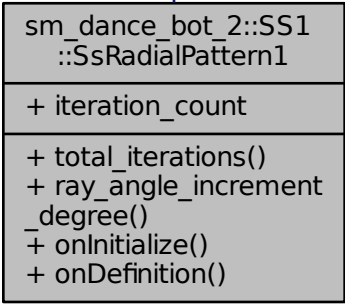 sm_dance_bot_2::SS1
::SsRadialPattern1
+ iteration_count
+ total_iterations()
+ ray_angle_increment
_degree()
+ onInitialize()
+ onDefinition()